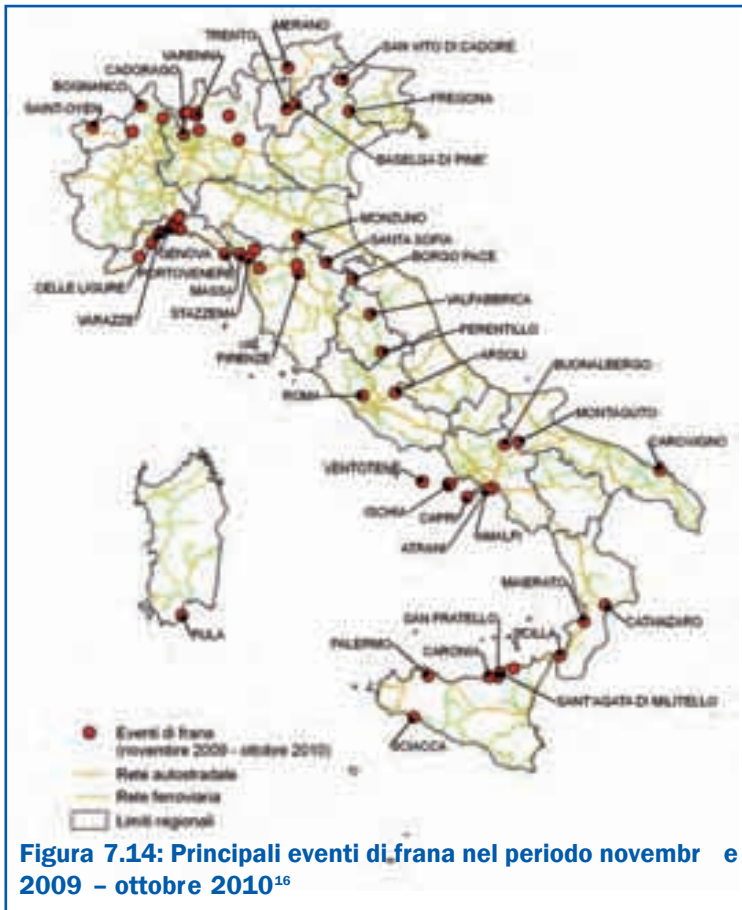 MERANO
TRENTO
SAN VITO DI CADORE
VARENNA
CADORAGO
BOGNANCO
FREGONA
SAINT-OYEN
BASELGA DI PINE'
MONZUNO
SANTA SOFIA
GENOVA
BORGO PACE
PORTOVENERE
CELLE LIGURE
MASSA
VALFABBRICA
STAZZEMA
VARAZZE
FERENTILLO
FIRENZE
ARSOLI
BUONALBERGO
ROMA
MONTAGUTO
CAROVIGNO
VENTOTENE
ISCHIA
CAPRI
AMALFI
ATRANI
MAIERATO
CATANZARO
SAN FRATELLO
SCILLA
PALERMO
CARONIA
PULA
SANT'AGATA DI MILITELLO
SCIACCA
Eventi di frana
(novembre 2009 - ottobre 2010)
Rete autostradale
Rete ferroviaria
Limiti regionali
Figura 7.14: Principali eventi di frana nel periodo novembr e
2009 – ottobre 2010¹⁶